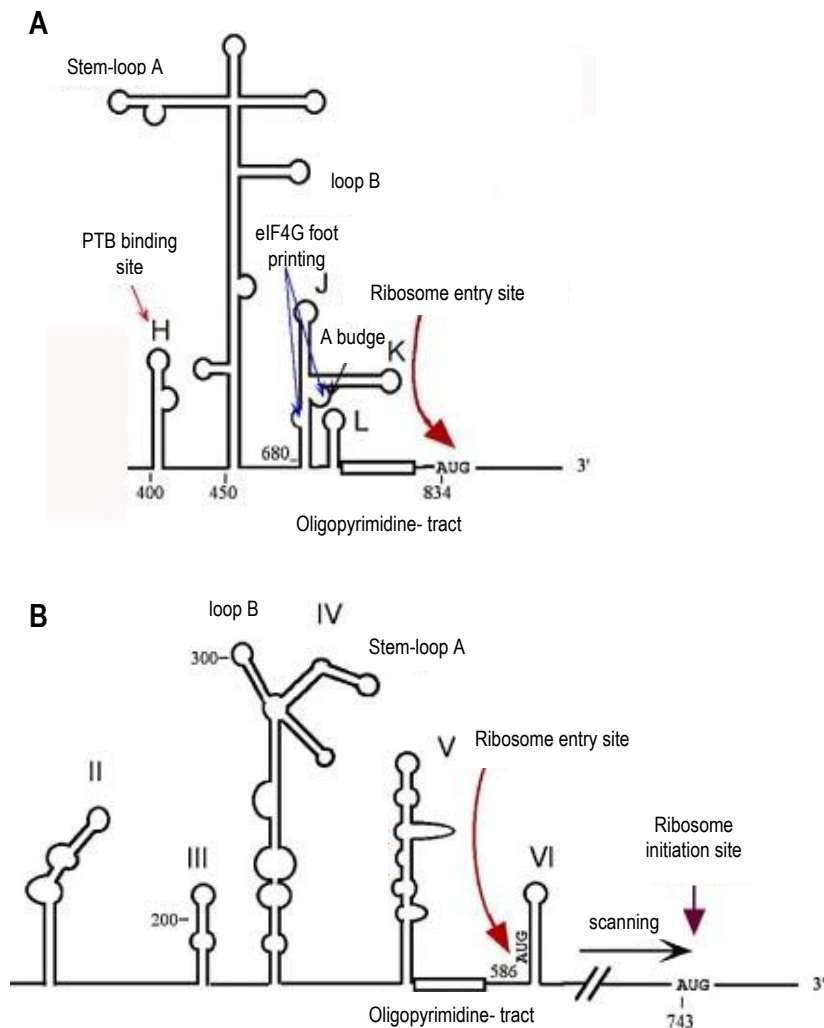 A
Stem-loop A
loop B
PTB binding
site
eIF4G foot
printing
H
J
Ribosome entry site
A budge
K
L
680
AUG
3'
400
450
834
Oligopyrimidine- tract
B
loop B
IV
Stem-loop A
300
II
V
Ribosome entry site
III
VI
Ribosome
initiation site
200
scanning
AUG
586
AUG
3'
Oligopyrimidine- tract
743